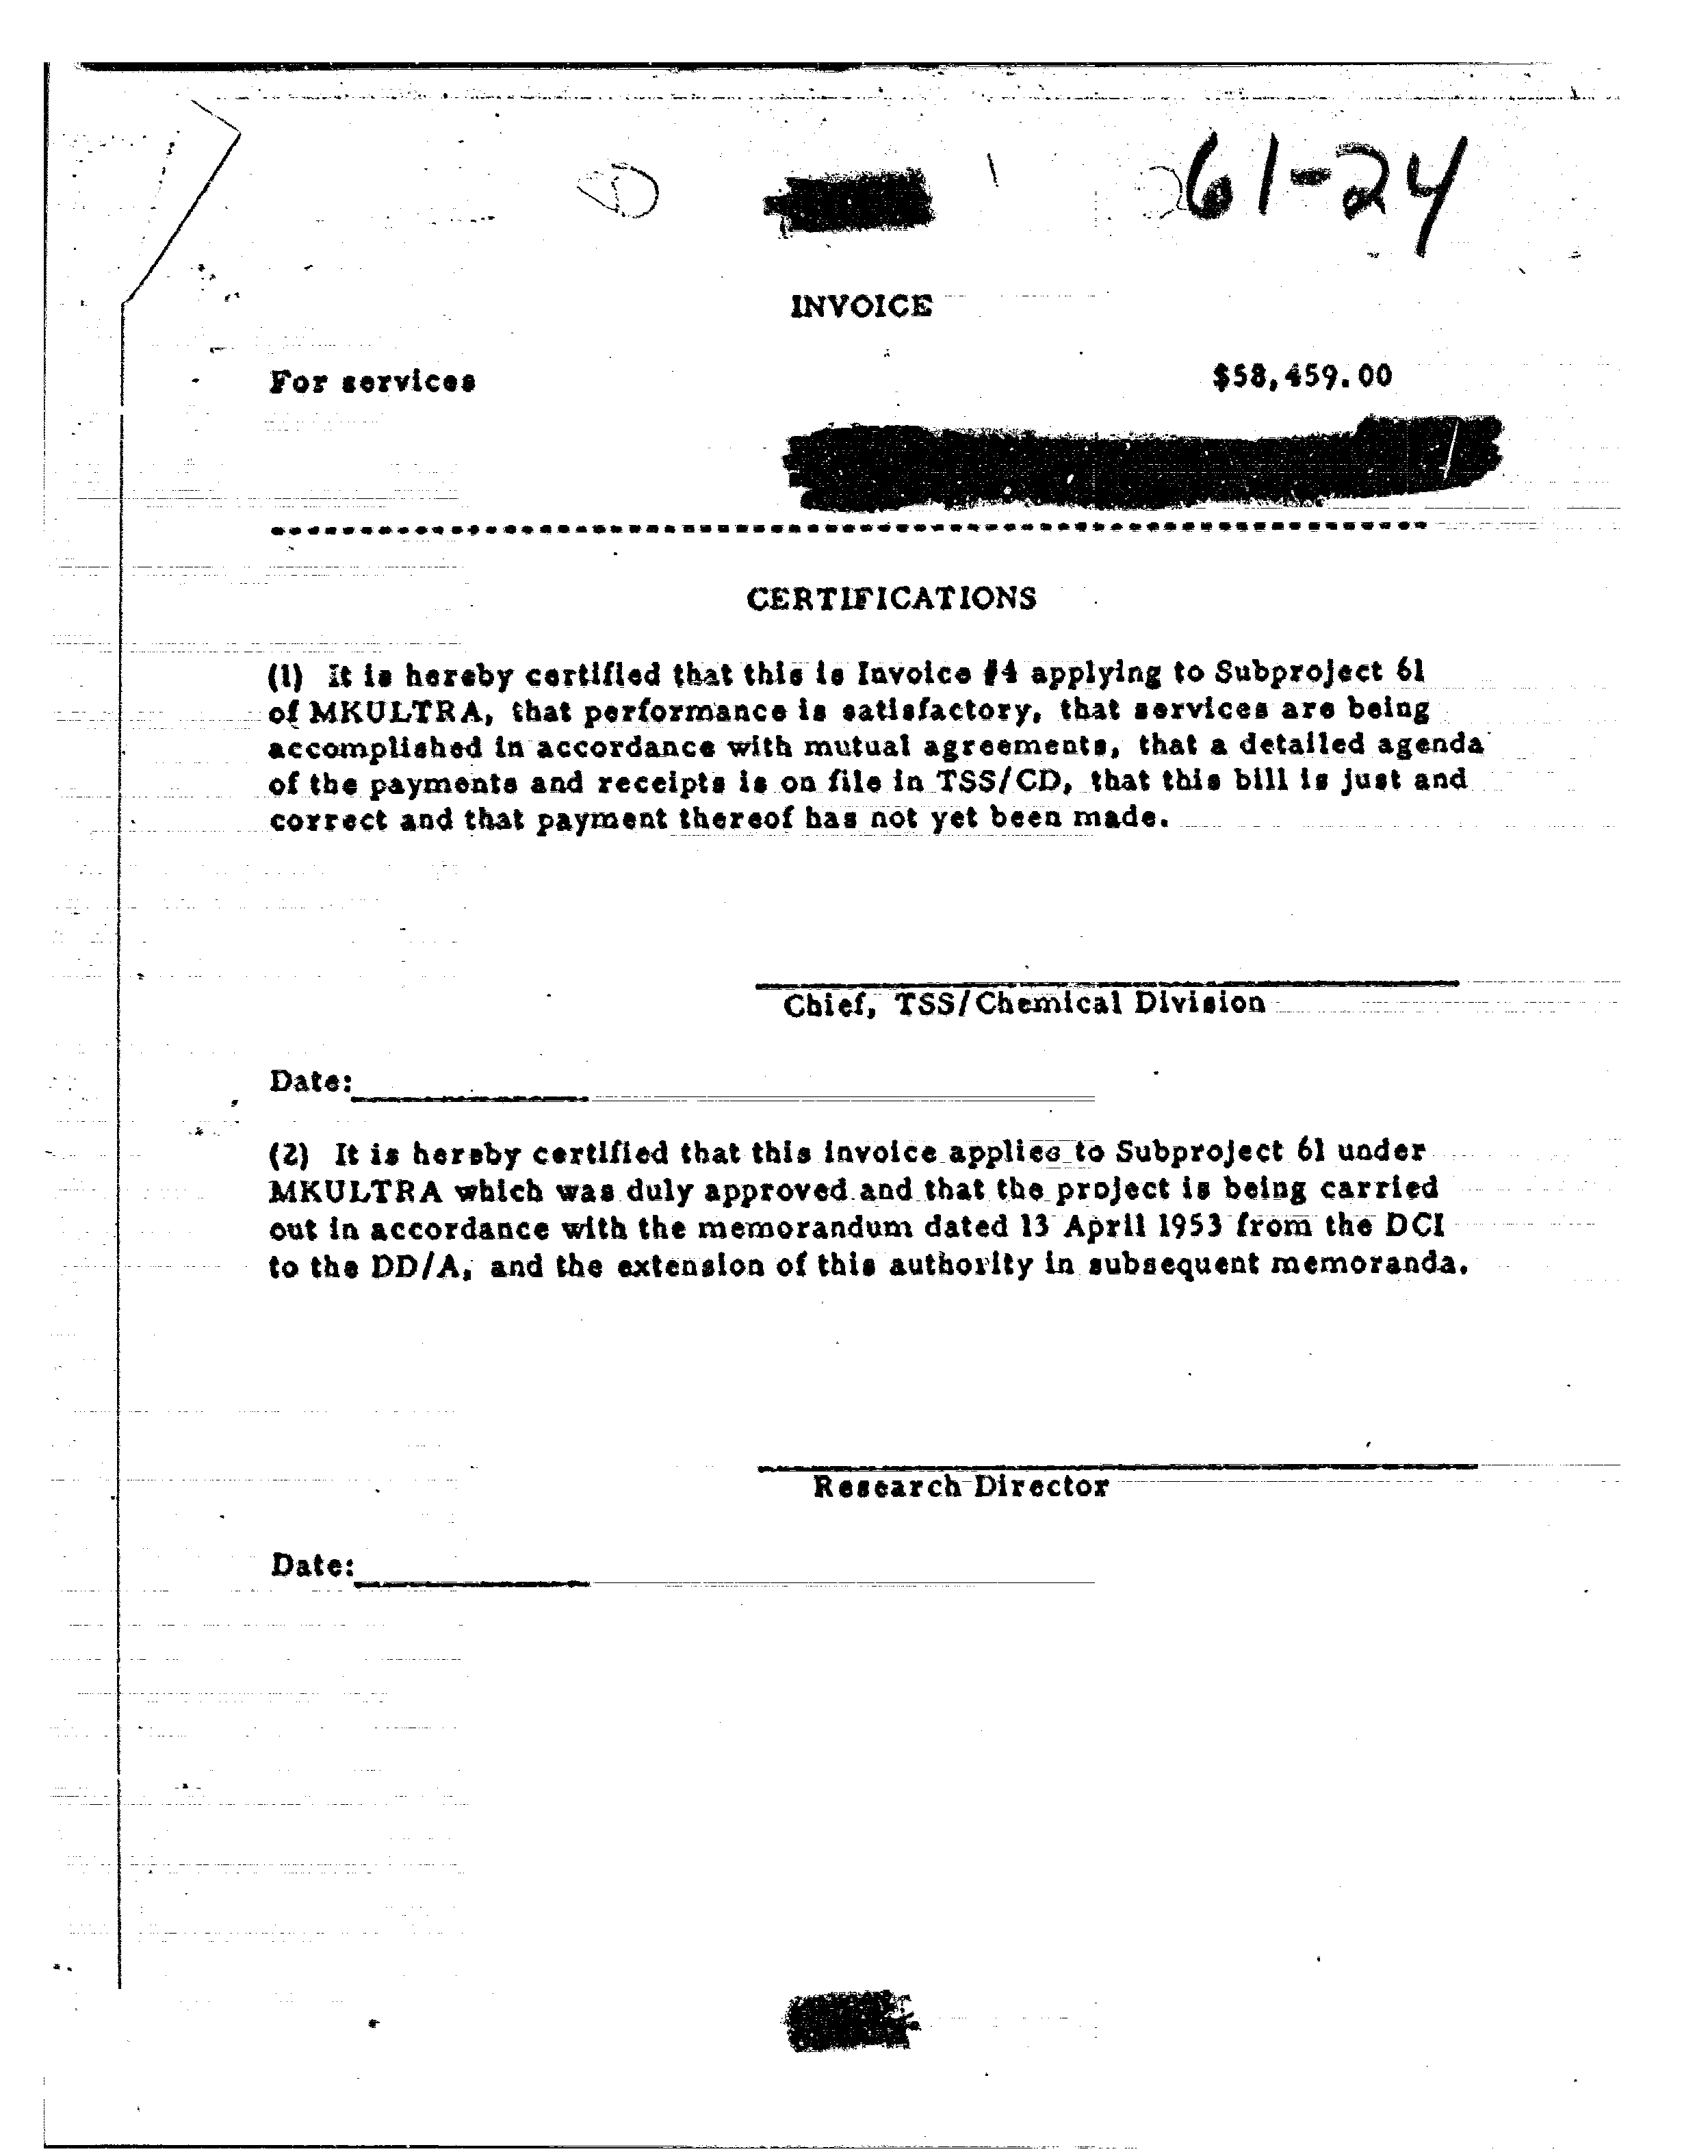 61-24
INVOICE
For services $58,459.00
CERTIFICATIONS
(1) It is hereby certified that this is Invoice #4 applying to Subproject 61
of MKULTRA, that performance is satisfactory, that services are being
accomplished in accordance with mutual agreements, that a detailed agenda
of the payments and receipts is on file in TSS/CD, that this bill is just and
correct and that payment thereof has not yet been made.
Chief, TSS/Chemical Division
Date:
(2) It is hereby certified that this invoice applies to Subproject 61 under
MKULTRA which was duly approved and that the project is being carried
out in accordance with the memorandum dated 13 April 1953 from the DCI
to the DD/A, and the extension of this authority in subsequent memoranda.
Research Director
Date: